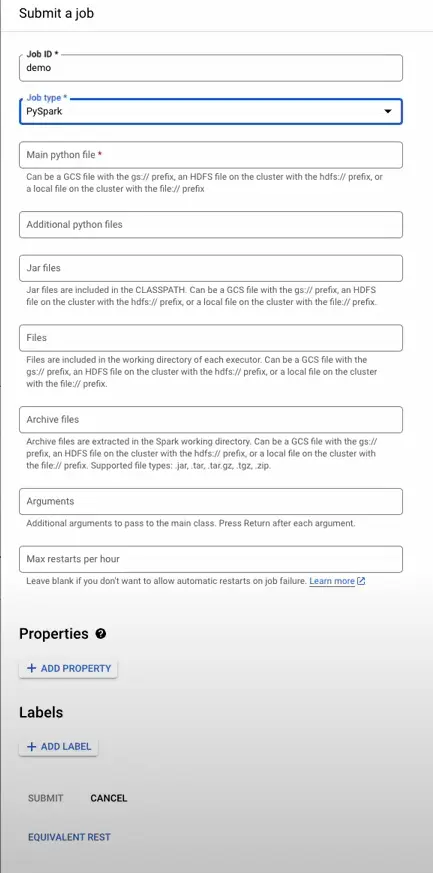 Submit a job
Job ID *
demo
Job type *
PySpark
Main python file *
Can be a GCS file with the gs:// prefix, an HDFS file on the cluster with the hdfs:// prefix, or
a local file on the cluster with the file:// prefix
Additional python files
Jar files
Jar files are included in the CLASSPATH. Can be a GCS file with the gs:// prefix, an HDFS
file on the cluster with the hdfs:// prefix, or a local file on the cluster with the file:// prefix.
Files
Files are included in the working directory of each executor. Can be a GCS file with the
gs:// prefix, an HDFS file on the cluster with the hdfs:// prefix, or a local file on the cluster
with the file:// prefix.
Archive files
Archive files are extracted in the Spark working directory. Can be a GCS file with the gs://
prefix, an HDFS file on the cluster with the hdfs:// prefix, or a local file on the cluster with
the file:// prefix. Supported file types: .jar, .tar, .tar.gz, .tgz, .zip.
Arguments
Additional arguments to pass to the main class. Press Return after each argument.
Max restarts per hour
Leave blank if you don't want to allow automatic restarts on job failure. Learn more
Properties ?
+ ADD PROPERTY
Labels
+ ADD LABEL
SUBMIT CANCEL
EQUIVALENT REST